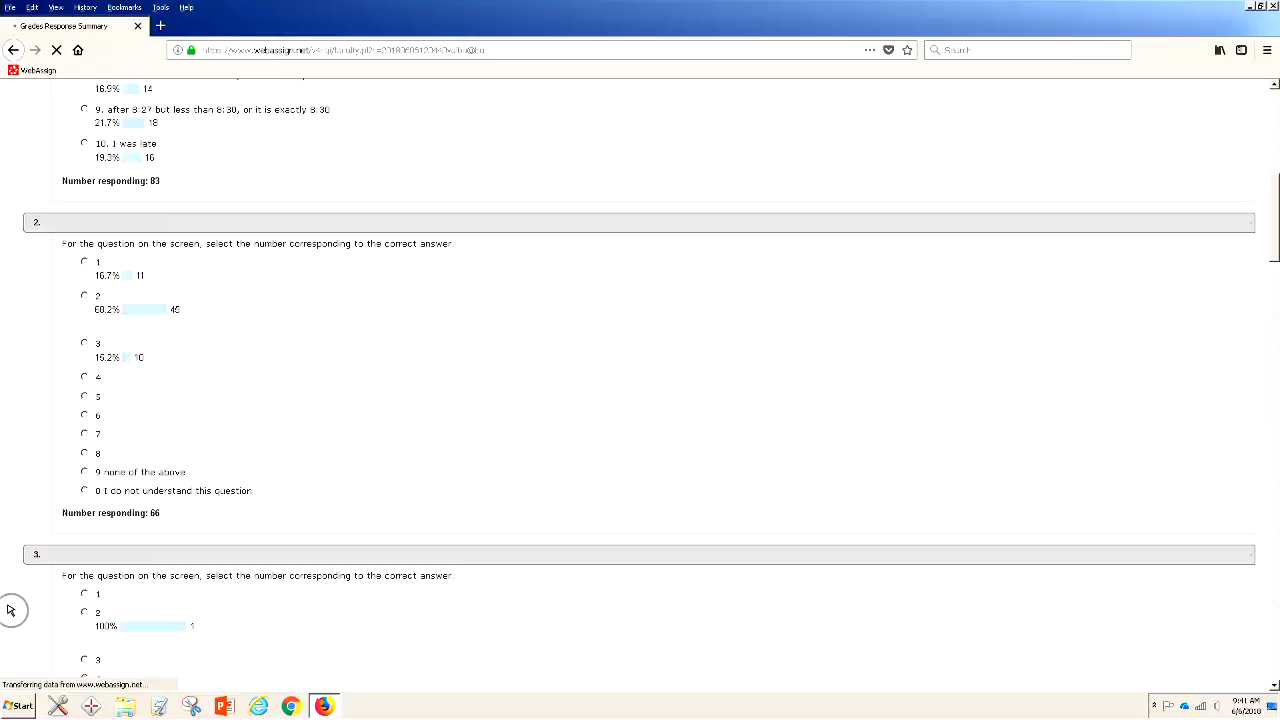 File Edit View History Bookmarks Tools Help
Grades Response Summary
Search
WebAssign
16.9% 14
9. after 8:27 but less than 8:30, or it is exactly 8:30
21.7% 18
10. I was late
19.3% 16
Number responding: 83
2.
For the question on the screen, select the number corresponding to the correct answer.
1
16.7% 11
2
68.2% 45
3
15.2% 10
4
5
6
7
8
9 none of the above
0 I do not understand this question
Number responding: 66
3.
For the question on the screen, select the number corresponding to the correct answer.
1
2
100% 1
3
Transferring data from www.webassign.net...
Start
9:41 AM
6/6/2018